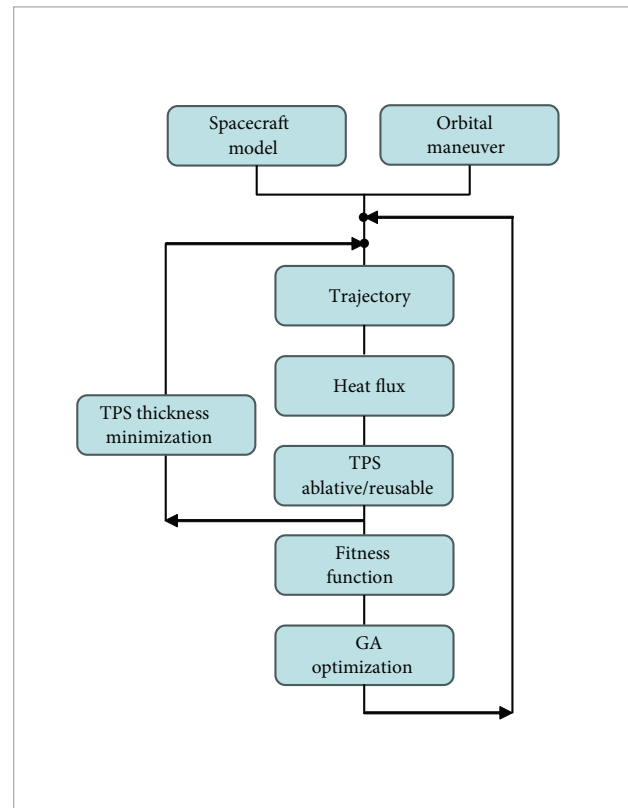 Spacecraft
model
Orbital
maneuver
Trajectory
Heat flux
TPS thickness
minimization
TPS
ablative/reusable
Fitness
function
GA
optimization